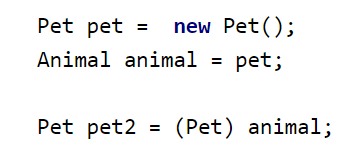 Pet pet =  new Pet();
Animal animal = pet;
Pet pet2 = (Pet) animal;